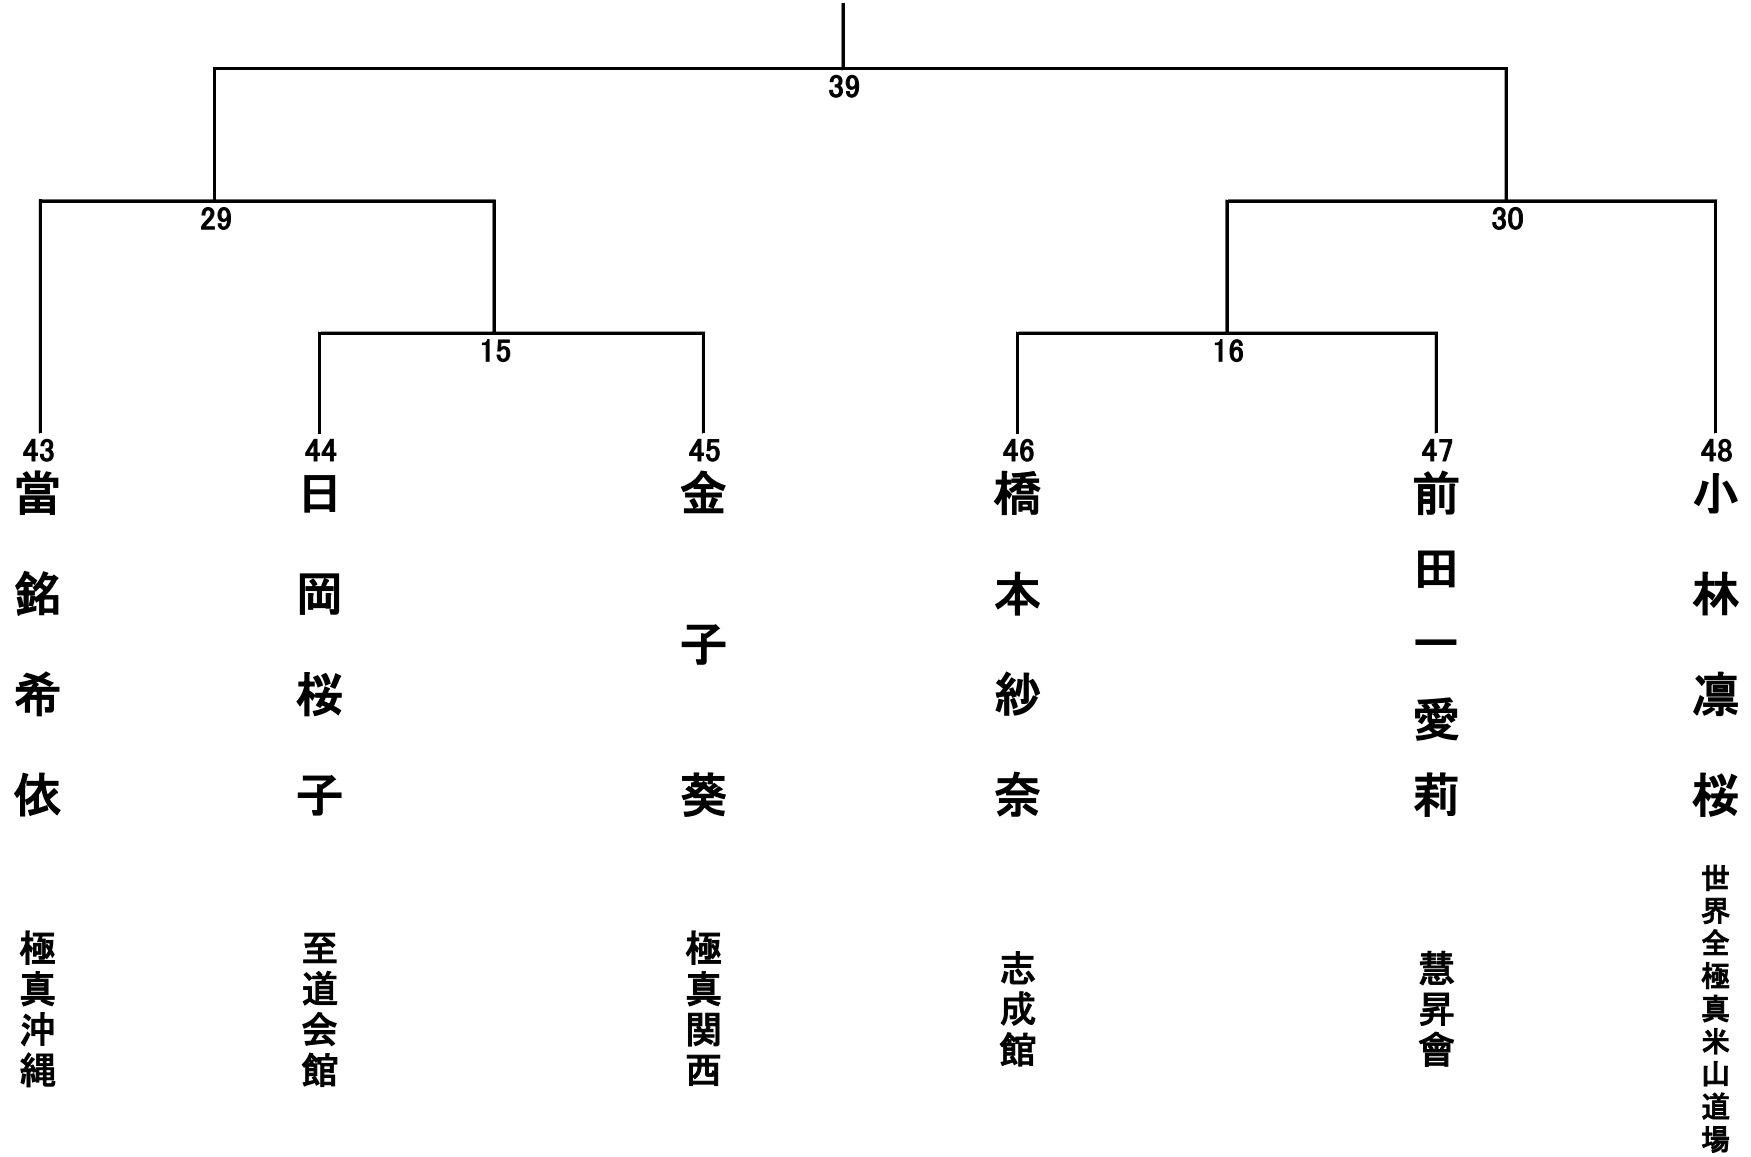 39
29
30
15
16
43
44
45
46
47
48
當銘希依
日岡桜子
金子葵
橋本紗奈
前田一愛莉
小林凛桜
極真沖縄
至道会館
極真関西
志成館
慧昇會
世界全極真米山道場